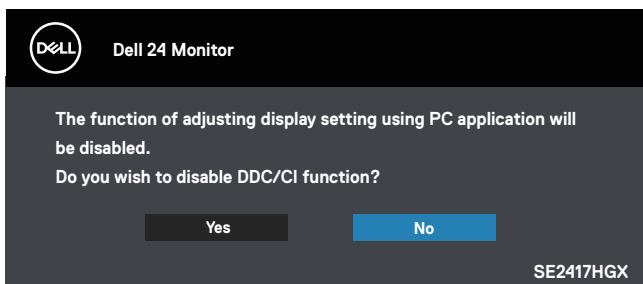 DELL
Dell 24 Monitor
The function of adjusting display setting using PC application will
be disabled.
Do you wish to disable DDC/CI function?
Yes
No
SE2417HGX